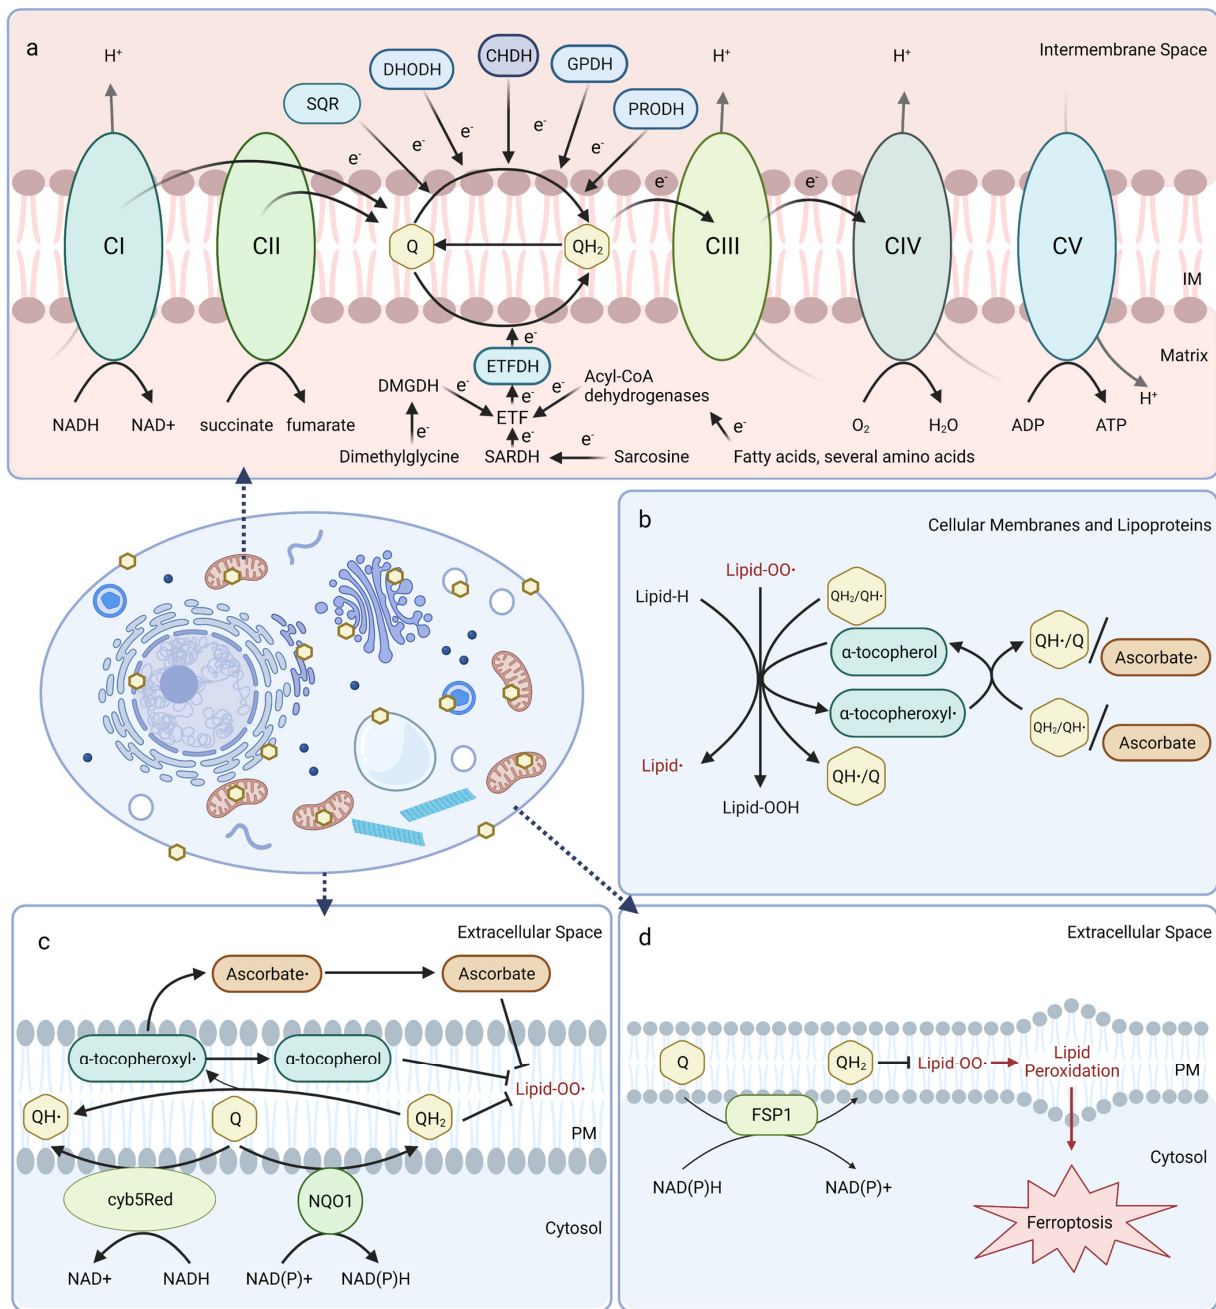 a
Intermembrane Space
H⁺
H⁺
H⁺
CHDH
DHODH
GPDH
SQR
PRODH
e⁻
e⁻
e⁻
e⁻
e⁻
e⁻
e⁻
CI
CII
Q
QH₂
CIII
CIV
CV
IM
Matrix
e⁻
ETFDH
DMGDH
e⁻
e⁻
e⁻
Acyl-CoA
dehydrogenases
ETF
H⁺
NADH
NAD+
succinate
fumarate
e⁻
e⁻
e⁻
e⁻
O₂
H₂O
ADP
ATP
Dimethylglycine
SARDH
Sarcosine
Fatty acids, several amino acids
b
Cellular Membranes and Lipoproteins
Lipid-OO·
Lipid-H
QH₂/QH·
α-tocopherol
QH·/Q
/
Ascorbate·
α-tocopheroxyl·
QH₂/QH·
/
Ascorbate
Lipid·
QH·/Q
Lipid-OOH
c
Extracellular Space
Ascorbate·
Ascorbate
α-tocopheroxyl·
α-tocopherol
Lipid-OO·
QH·
Q
QH₂
PM
cyb5Red
NQO1
Cytosol
NAD+
NADH
NAD(P)+
NAD(P)H
d
Extracellular Space
Q
QH₂
Lipid-OO·
Lipid
Peroxidation
PM
FSP1
Cytosol
NAD(P)H
NAD(P)+
Ferroptosis